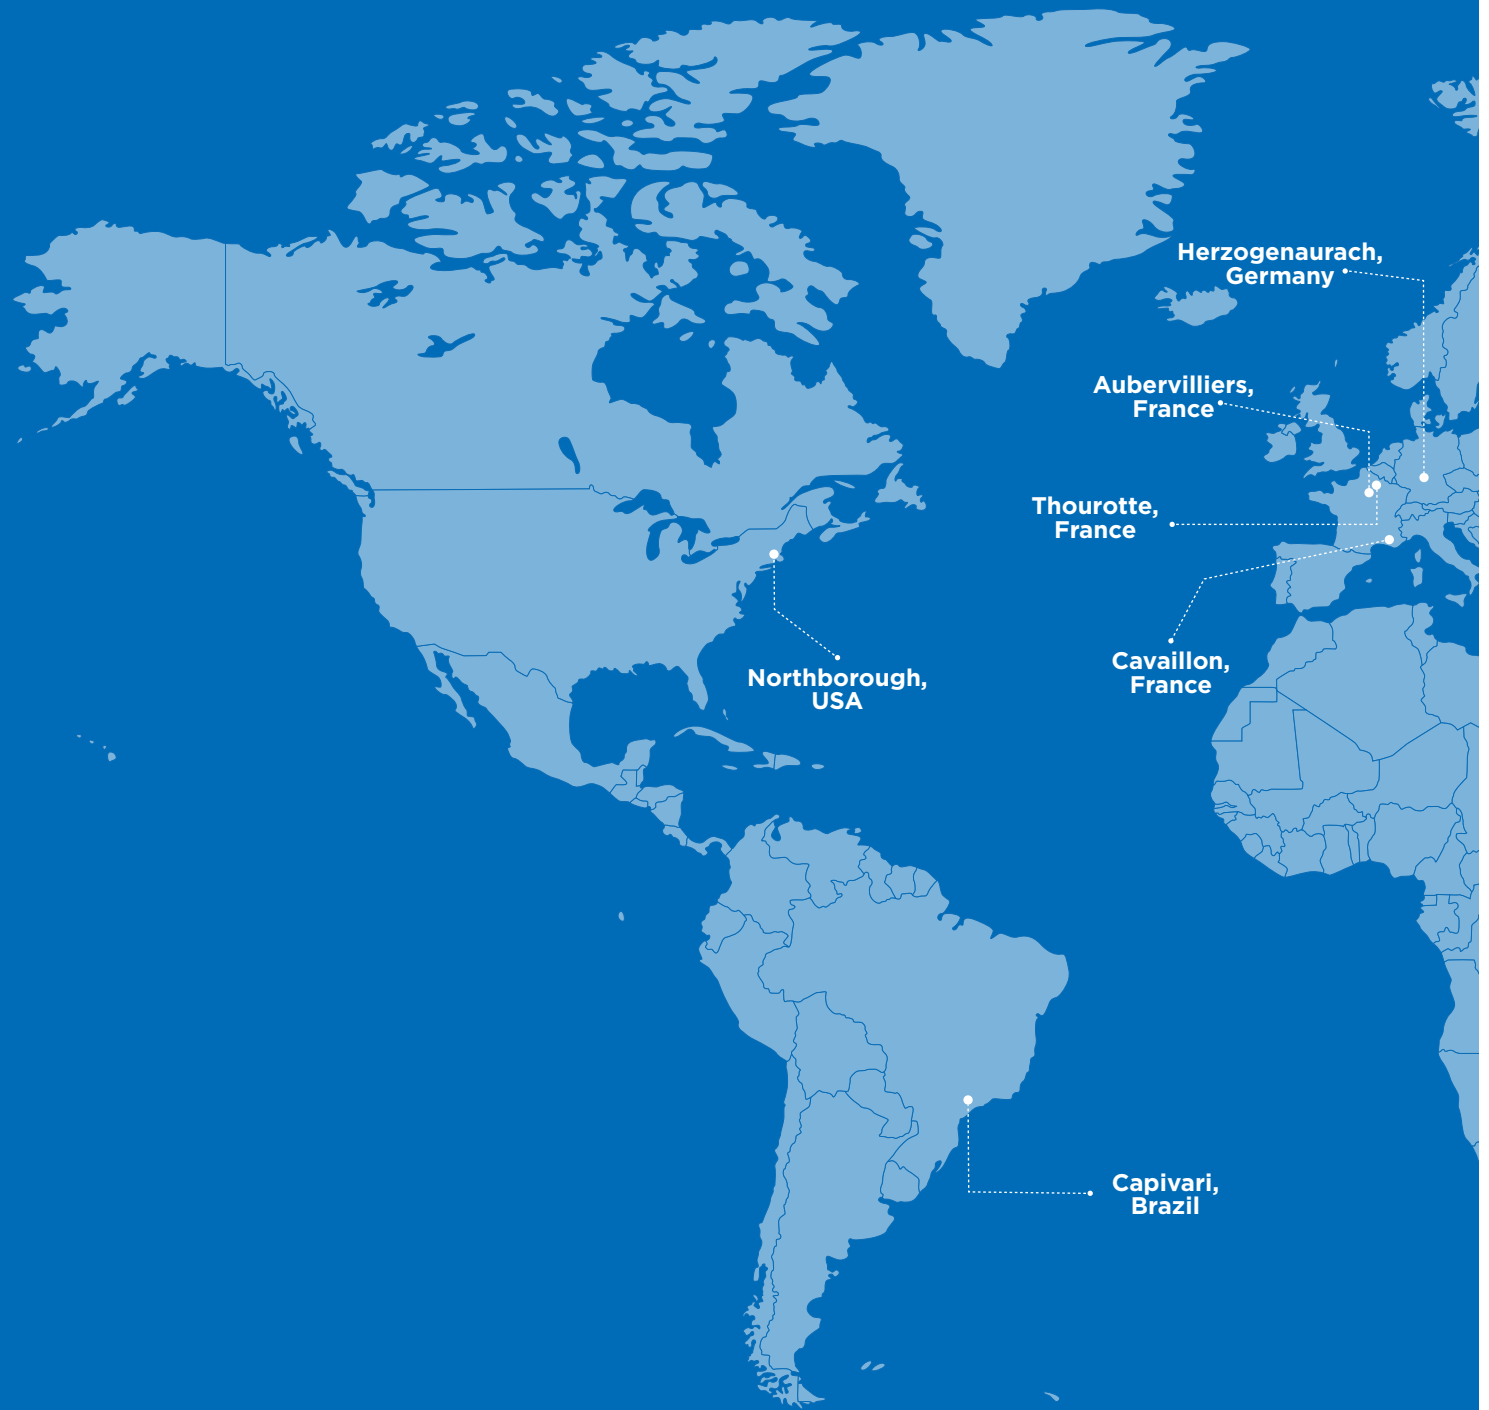 Herzogenaurach,
Germany
Aubervilliers,
France
Thourotte,
France
Cavaillon,
France
Northborough,
USA
Capivari,
Brazil